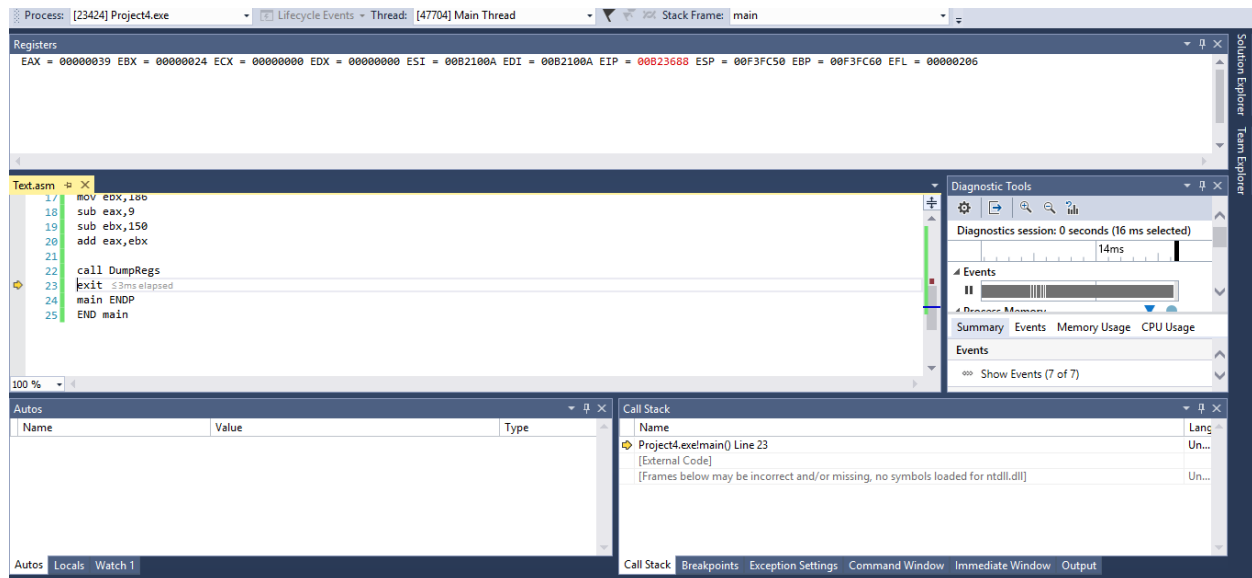 Process: [23424] Project4.exe Lifecycle Events Thread: [47704] Main Thread Stack Frame: main
Registers
EAX = 00000039 EBX = 00000024 ECX = 00000000 EDX = 00000000 ESI = 00B2100A EDI = 00B2100A EIP = 00B23688 ESP = 00F3FC50 EBP = 00F3FC60 EFL = 00000206
Solution Explorer
Team Explorer
Text.asm
17 mov ebx,186
18 sub eax,9
19 sub ebx,150
20 add eax,ebx
21
22 call DumpRegs
23 exit ≤3ms elapsed
24 main ENDP
25 END main
100 %
Diagnostic Tools
Diagnostics session: 0 seconds (16 ms selected)
14ms
Events
Process Memory
Summary Events Memory Usage CPU Usage
Events
Show Events (7 of 7)
Autos
Name Value Type
Autos Locals Watch 1
Call Stack
Name Lang
Project4.exe!main() Line 23 Un...
[External Code]
[Frames below may be incorrect and/or missing, no symbols loaded for ntdll.dll] Un...
Call Stack Breakpoints Exception Settings Command Window Immediate Window Output